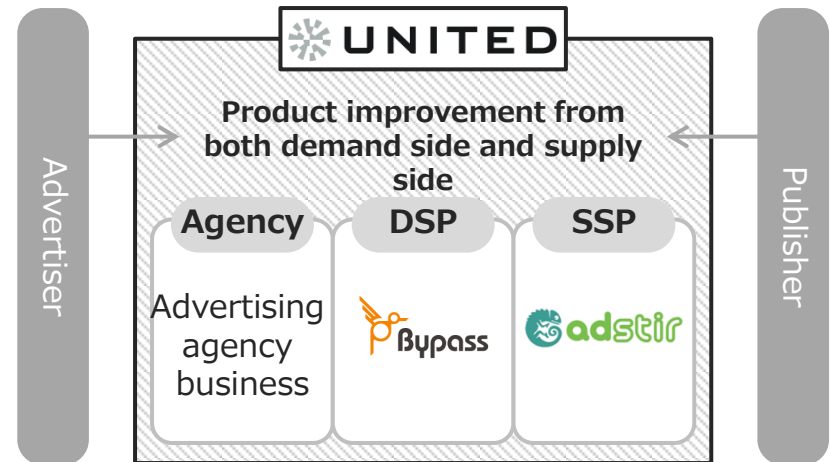 UNITED
Product improvement from
both demand side and supply
side
Advertiser
Publisher
Agency
DSP
SSP
Advertising
agency
business
Bypass
adstir